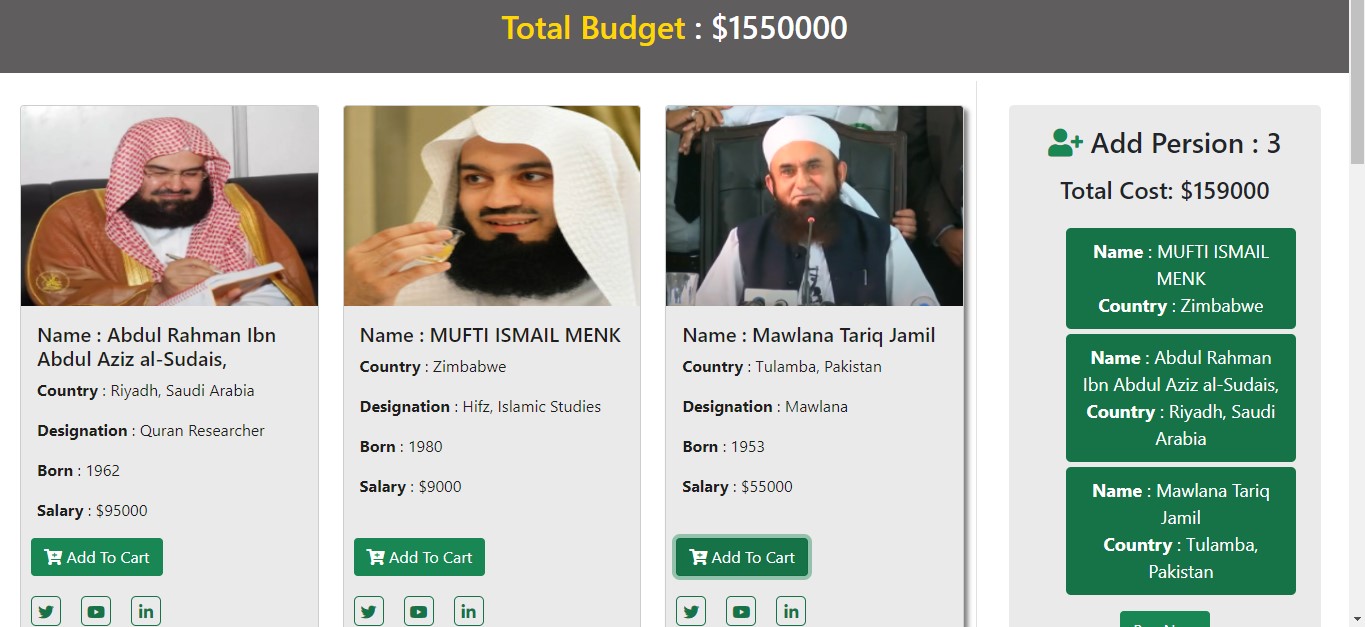 Total Budget : $1550000
Name : Abdul Rahman Ibn
Abdul Aziz al-Sudais,
Country : Riyadh, Saudi Arabia
Designation : Quran Researcher
Born : 1962
Salary : $95000
Add To Cart
in
Name : MUFTI ISMAIL MENK
Country : Zimbabwe
Designation : Hifz, Islamic Studies
Born : 1980
Salary : $9000
Add To Cart
in
Name : Mawlana Tariq Jamil
Country : Tulamba, Pakistan
Designation : Mawlana
Born : 1953
Salary : $55000
Add To Cart
in
Add Persion : 3
Total Cost: $159000
Name : MUFTI ISMAIL
MENK
Country : Zimbabwe
Name : Abdul Rahman
Ibn Abdul Aziz al-Sudais,
Country : Riyadh, Saudi
Arabia
Name : Mawlana Tariq
Jamil
Country : Tulamba,
Pakistan